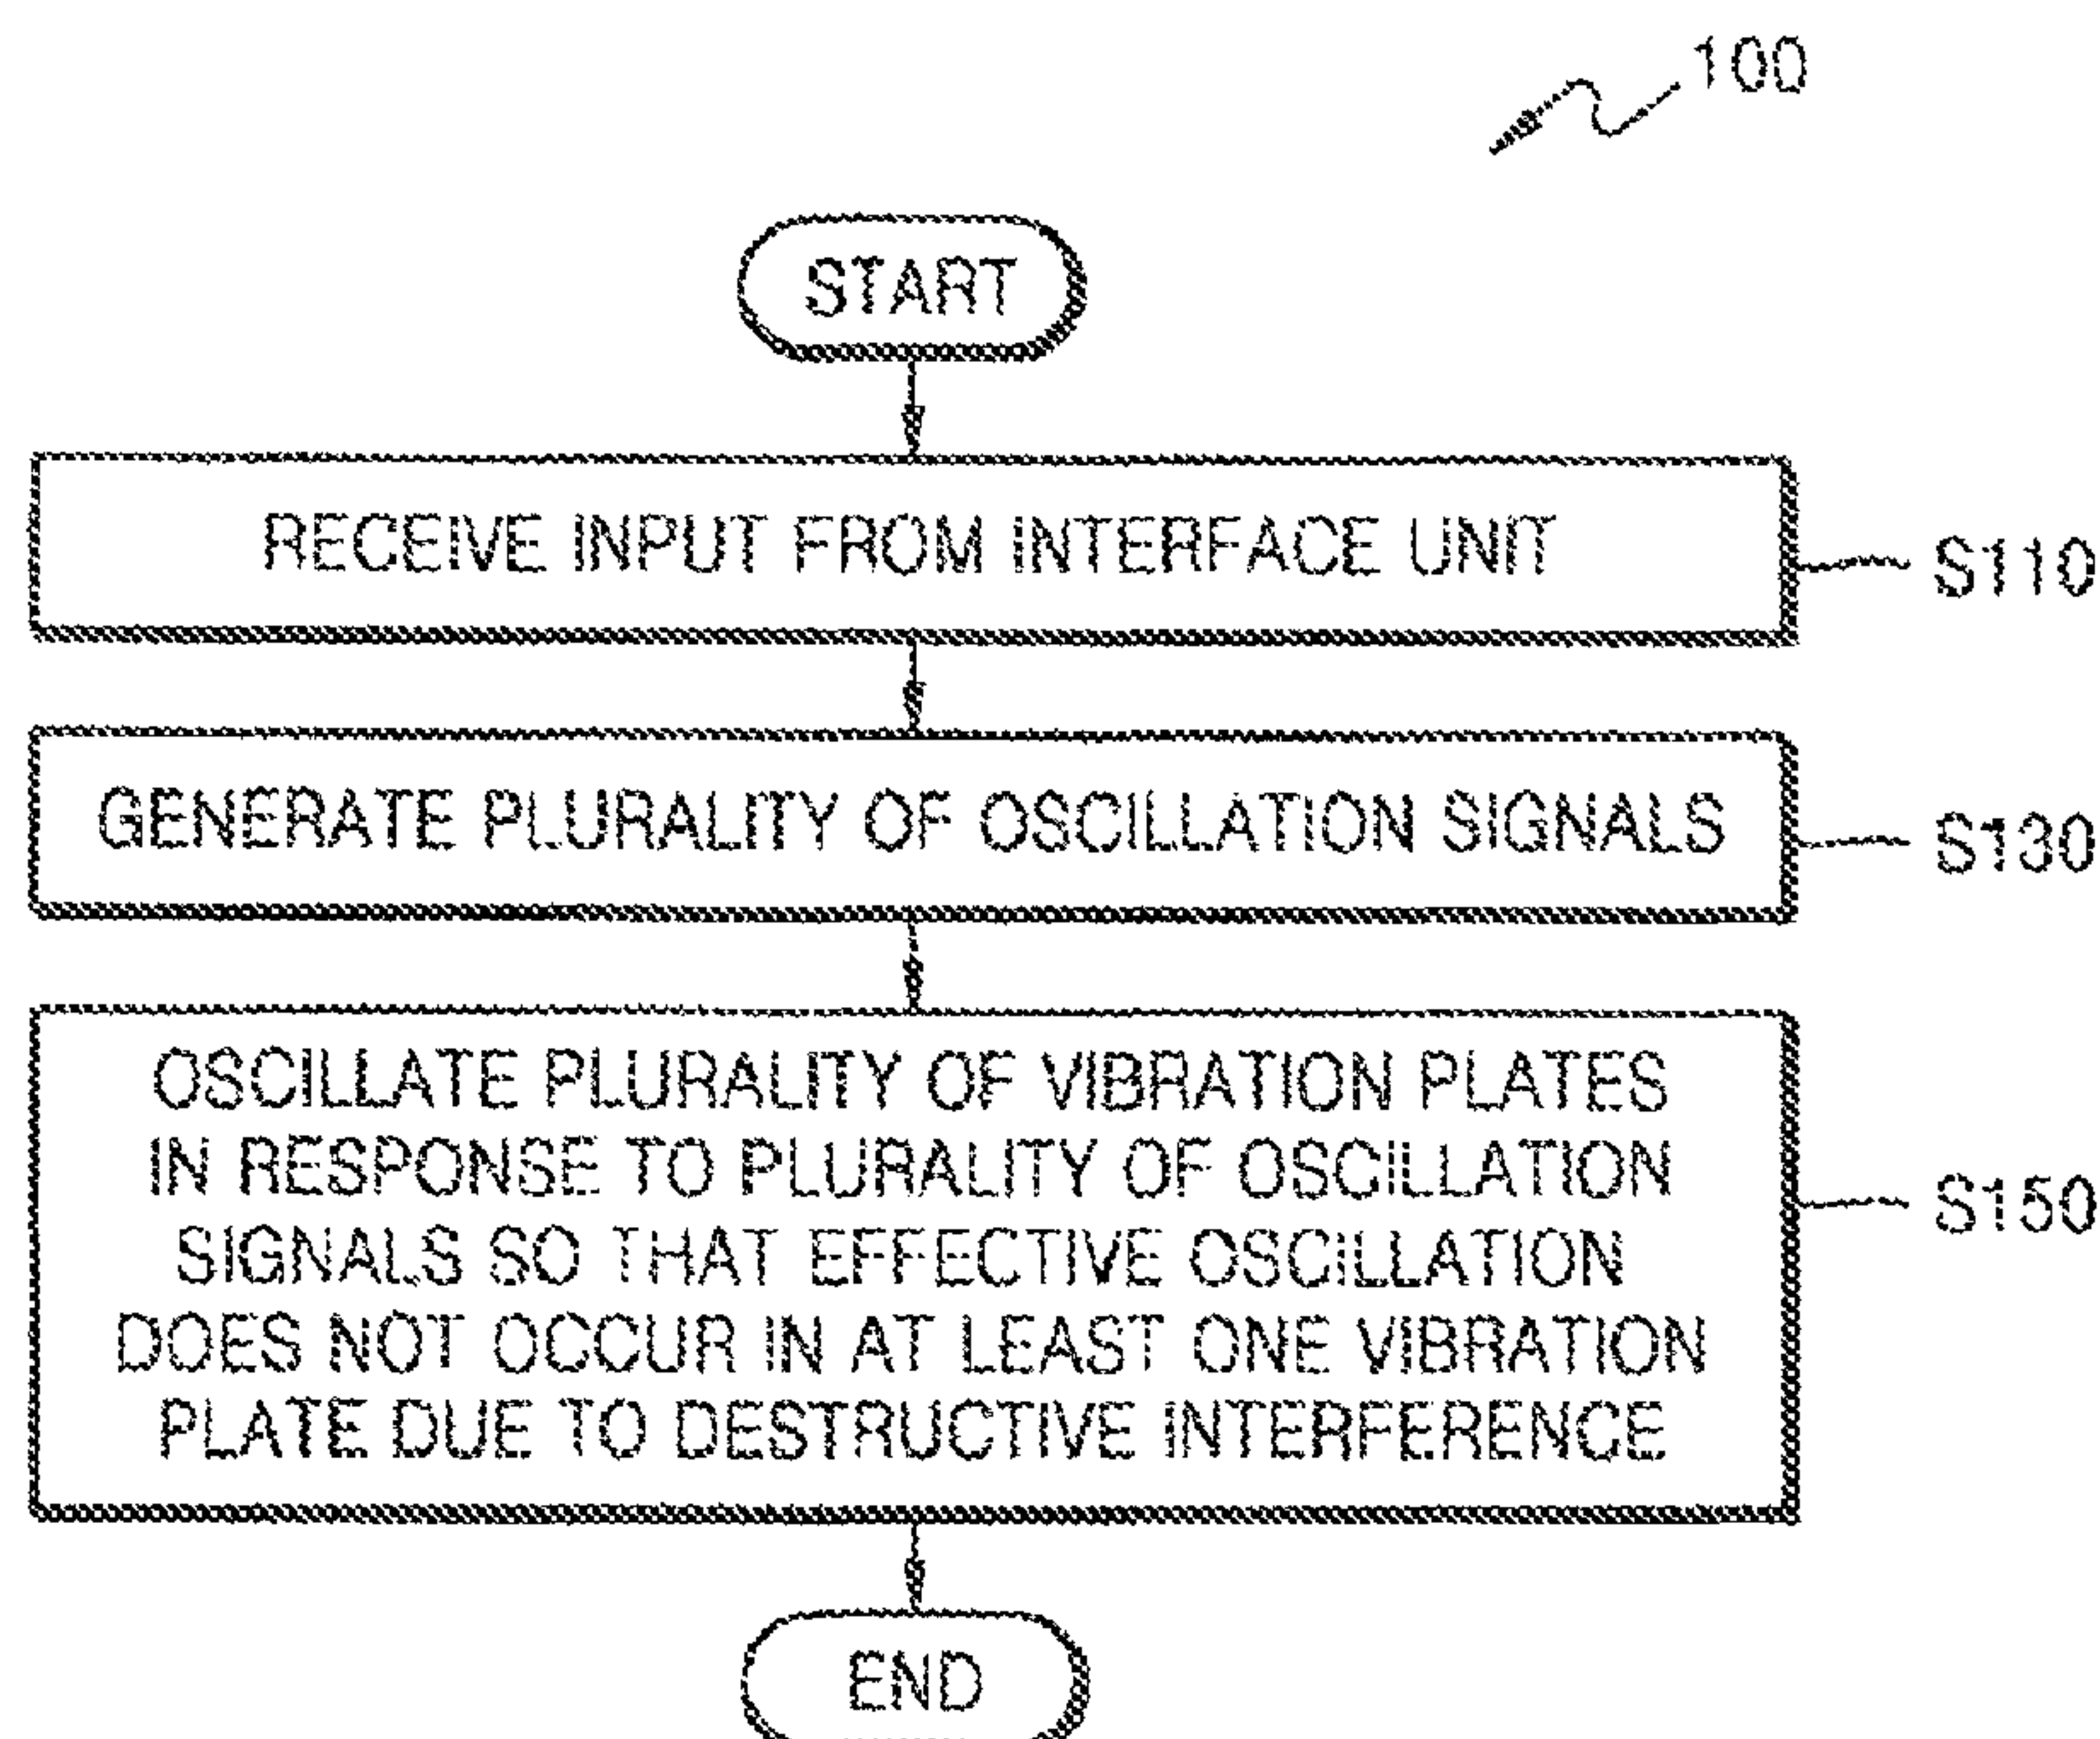 100
START
RECEIVE INPUT FROM INTERFACE UNIT
S110
GENERATE PLURALITY OF OSCILLATION SIGNALS
S130
OSCILLATE PLURALITY OF VIBRATION PLATES
IN RESPONSE TO PLURALITY OF OSCILLATION
SIGNALS SO THAT EFFECTIVE OSCILLATION
DOES NOT OCCUR IN AT LEAST ONE VIBRATION
PLATE DUE TO DESTRUCTIVE INTERFERENCE
S150
END